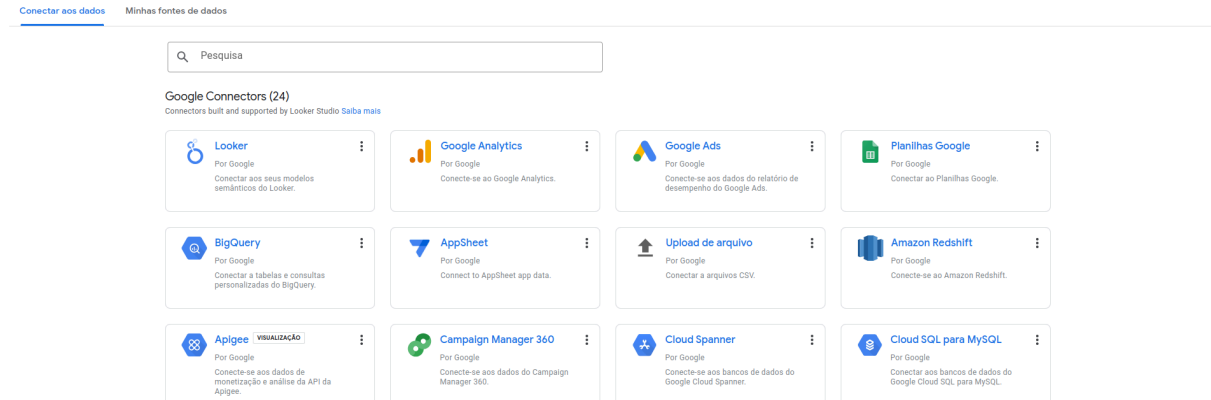 Conectar aos dados Minhas fontes de dados
Pesquisa
Google Connectors (24)
Connectors built and supported by Looker Studio Saiba mais
Looker
Por Google
Conectar aos seus modelos
semânticos do Looker.
Google Analytics
Por Google
Conecte-se ao Google Analytics.
Google Ads
Por Google
Conecte-se aos dados do relatório de
desempenho do Google Ads.
Planilhas Google
Por Google
Conectar ao Planilhas Google.
BigQuery
Por Google
Conectar a tabelas e consultas
personalizadas do BigQuery.
AppSheet
Por Google
Connect to AppSheet app data.
Upload de arquivo
Por Google
Conectar a arquivos CSV.
Amazon Redshift
Por Google
Conecte-se ao Amazon Redshift.
Apigee VISUALIZAÇÃO
Por Google
Conecte-se aos dados de
monetização e análise da API da
Apigee.
Campaign Manager 360
Por Google
Conecte-se aos dados do Campaign
Manager 360.
Cloud Spanner
Por Google
Conecte-se aos bancos de dados do
Google Cloud Spanner.
Cloud SQL para MySQL
Por Google
Conectar aos bancos de dados do
Google Cloud SQL para MySQL.